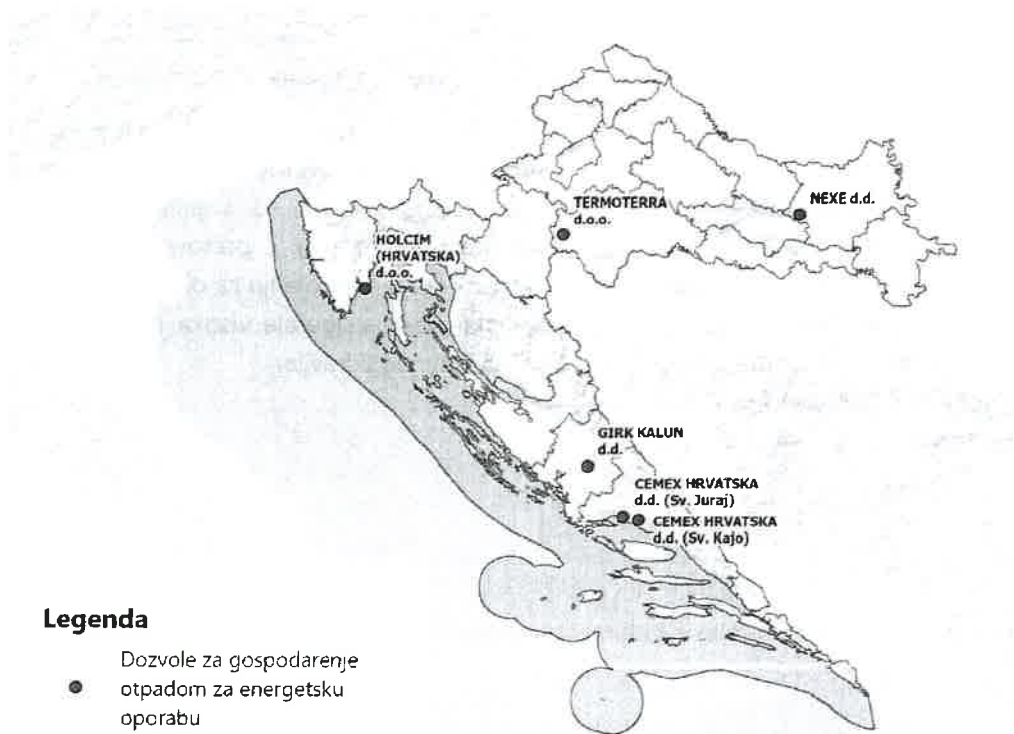 TERMOTERRA
d.o.o.
NEXE d.d.
HOLCIM
(HRVATSKA)
d.o.o.
GIRK KALUN
d.d.
CEMEX HRVATSKA
d.d. (Sv. Juraj)
CEMEX HRVATSKA
d.d. (Sv. Kajo)
Legenda
Dozvole za gospodarenje
otpadom za energetsku
oporabu